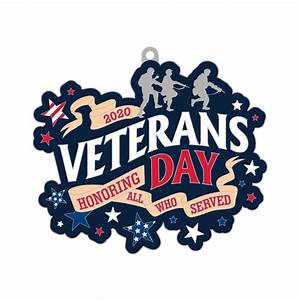 2020
VETERANS
DAY
HONORING ALL WHO SERVED